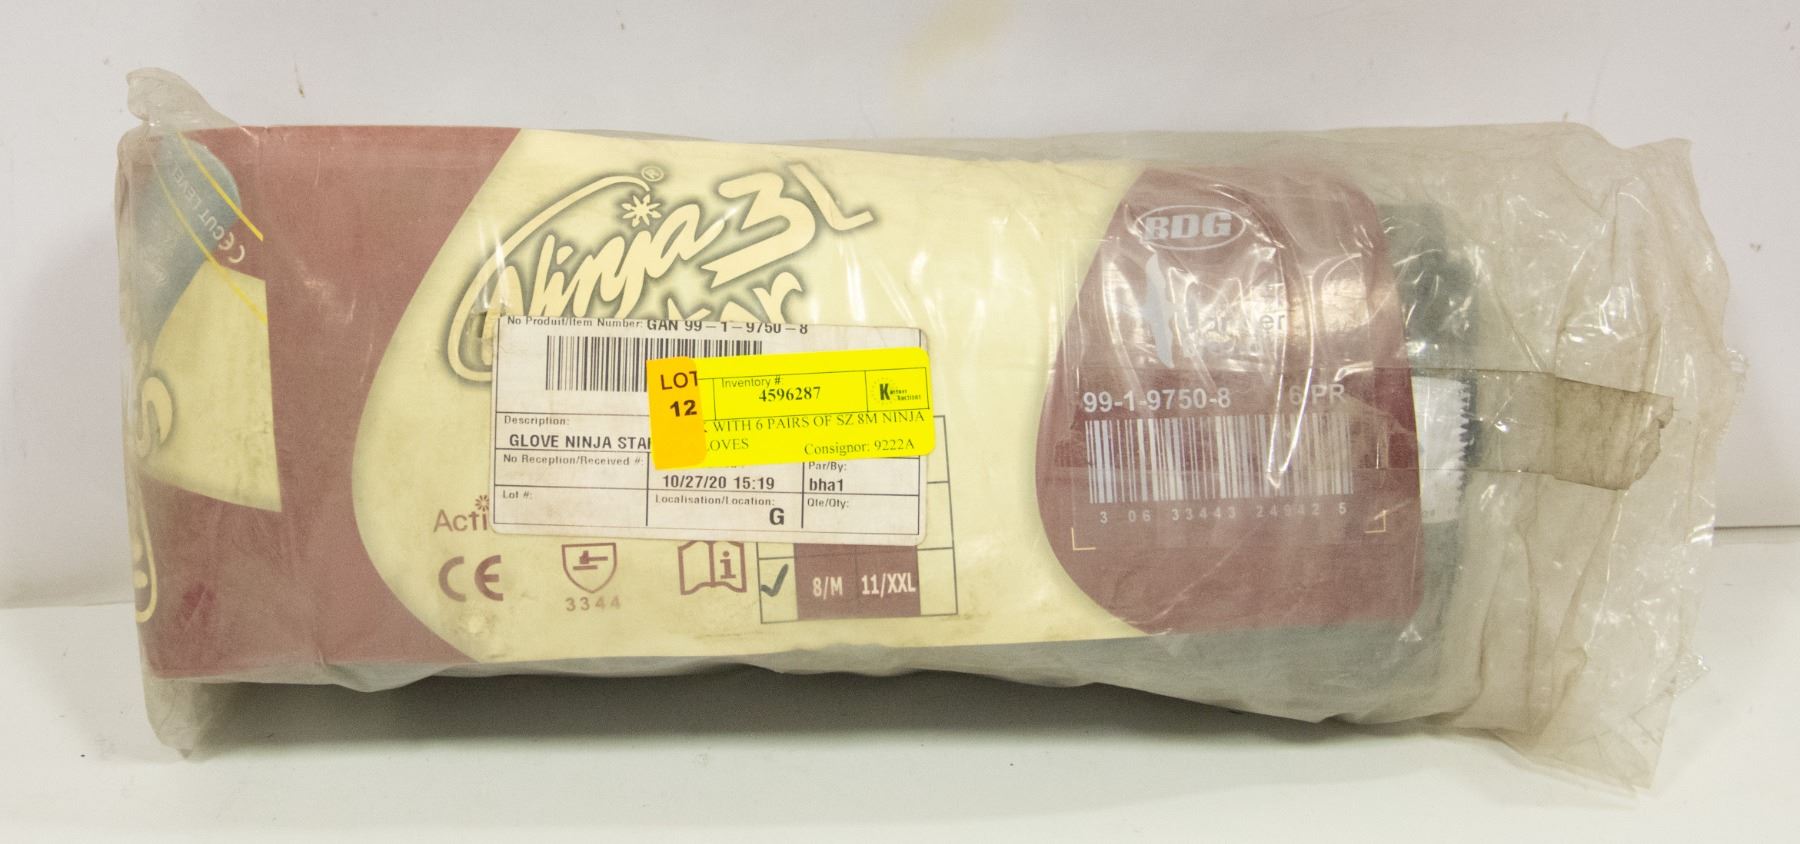 CE CUT LEVEL
Ninja® 3L
No Produit/Item Number: GAN 99-1-9750-8
LOT 12
Inventory #
4596287
WITH 6 PAIRS OF SZ 8M NINJA
Consignor: 9222A
Description:
GLOVE NINJA STAR
No Reception/Received #:
10/27/20 15:19
Par/By:
bha1
Lot #:
Localisation/Location:
G
Qte/Qty:
Acti
CE
3344
i
8/M 11/XXL
BDG
99-1-9750-8 6 PR
3 06 33443 24942 5